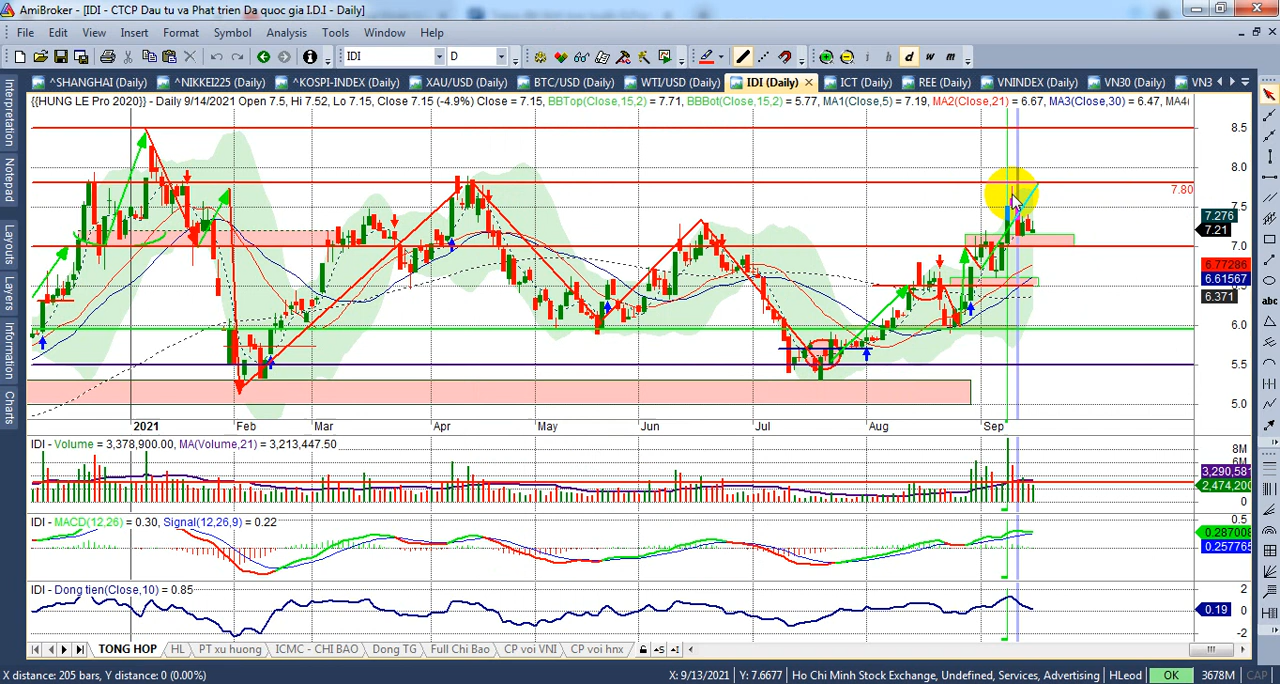 AmiBroker - [IDI - CTCP Dau tu va Phat trien Da quoc gia I.D.I - Daily]
File Edit View Insert Format Symbol Analysis Tools Window Help
IDI D d w m
^SHANGHAI (Daily) ^NIKKEI225 (Daily) ^KOSPI-INDEX (Daily) XAU/USD (Daily) BTC/USD (Daily) WTI/USD (Daily) IDI (Daily) ICT (Daily) REE (Daily) VNINDEX (Daily) VN30 (Daily) VN3
{{HUNG LE Pro 2020}} - Daily 9/14/2021 Open 7.5, Hi 7.52, Lo 7.15, Close 7.15 (-4.9%) Close = 7.15, BBTop(Close,15,2) = 7.71, BBBot(Close,15,2) = 5.77, MA1(Close,5) = 7.19, MA2(Close,21) = 6.67, MA3(Close,30) = 6.47, MA4(
Interpretation
Notepad
Layouts
Layers
Information
Charts
8.5
8.0
7.80
7.5
7.276
7.21
7.0
6.77286
6.61567
6.371
6.0
5.5
5.0
2021 Feb Mar Apr May Jun Jul Aug Sep
IDI - Volume = 3,378,900.00, MA(Volume,21) = 3,213,447.50
8M
6M
3,290,581
2,474,200
0
IDI - MACD(12,26) = 0.30, Signal(12,26,9) = 0.22
0.5
0.287008
0.257765
IDI - Dong tien(Close,10) = 0.85
2
0.19
0
-2
abc
TONG HOP HL PT xu huong ICMC - CHI BAO Dong TG Full Chi Bao CP voi VNI CP voi hnx
X distance: 205 bars, Y distance: 0 (0.00%) X: 9/13/2021 Y: 7.6677 Ho Chi Minh Stock Exchange, Undefined, Services, Advertising HLeod OK 3678M CAP